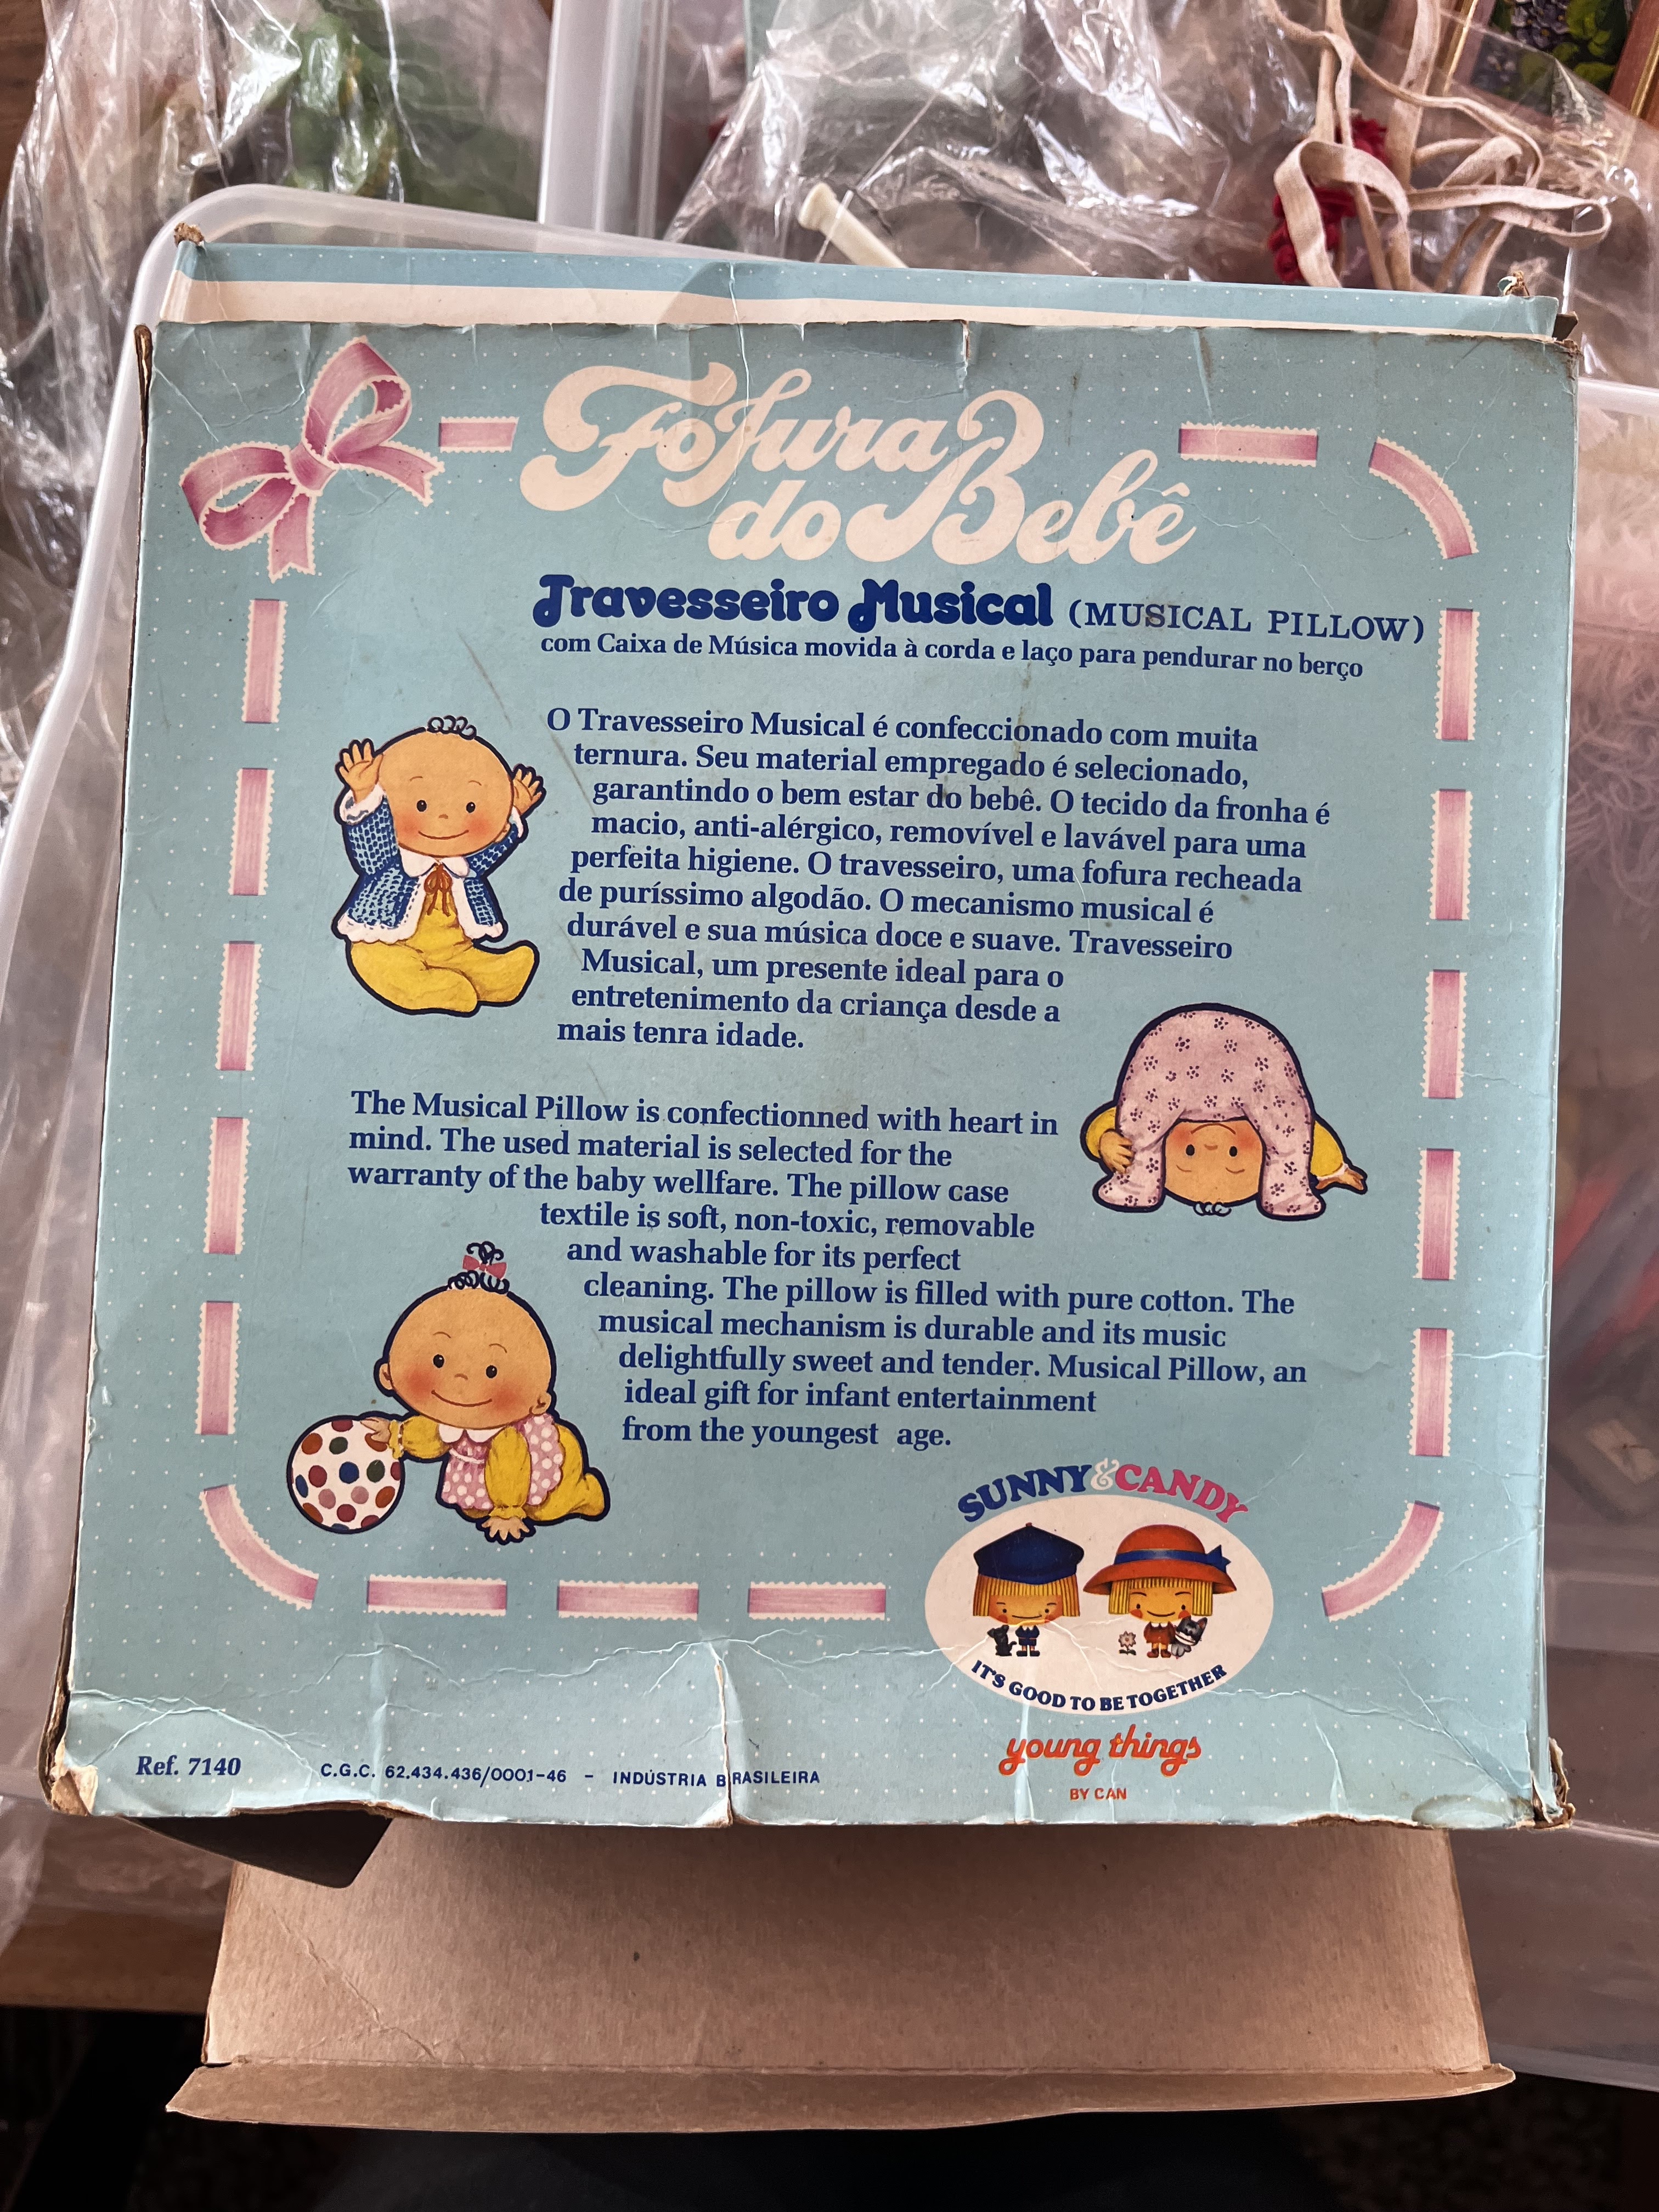 Fofura
do Bebê
Travesseiro Musical (MUSICAL PILLOW)
com Caixa de Música movida à corda e laço para pendurar no berço
O Travesseiro Musical é confeccionado com muita
ternura. Seu material empregado é selecionado,
garantindo o bem estar do bebê. O tecido da fronha é
macio, anti-alérgico, removível e lavável para uma
perfeita higiene. O travesseiro, uma fofura recheada
de puríssimo algodão. O mecanismo musical é
durável e sua música doce e suave. Travesseiro
Musical, um presente ideal para o
entretenimento da criança desde a
mais tenra idade.
The Musical Pillow is confectionned with heart in
mind. The used material is selected for the
warranty of the baby wellfare. The pillow case
textile is soft, non-toxic, removable
and washable for its perfect
cleaning. The pillow is filled with pure cotton. The
musical mechanism is durable and its music
delightfully sweet and tender. Musical Pillow, an
ideal gift for infant entertainment
from the youngest age.
SUNNY & CANDY
IT'S GOOD TO BE TOGETHER
young things
BY CAN
Ref. 7140 C.G.C. 62.434.436/0001-46 - INDÚSTRIA BRASILEIRA